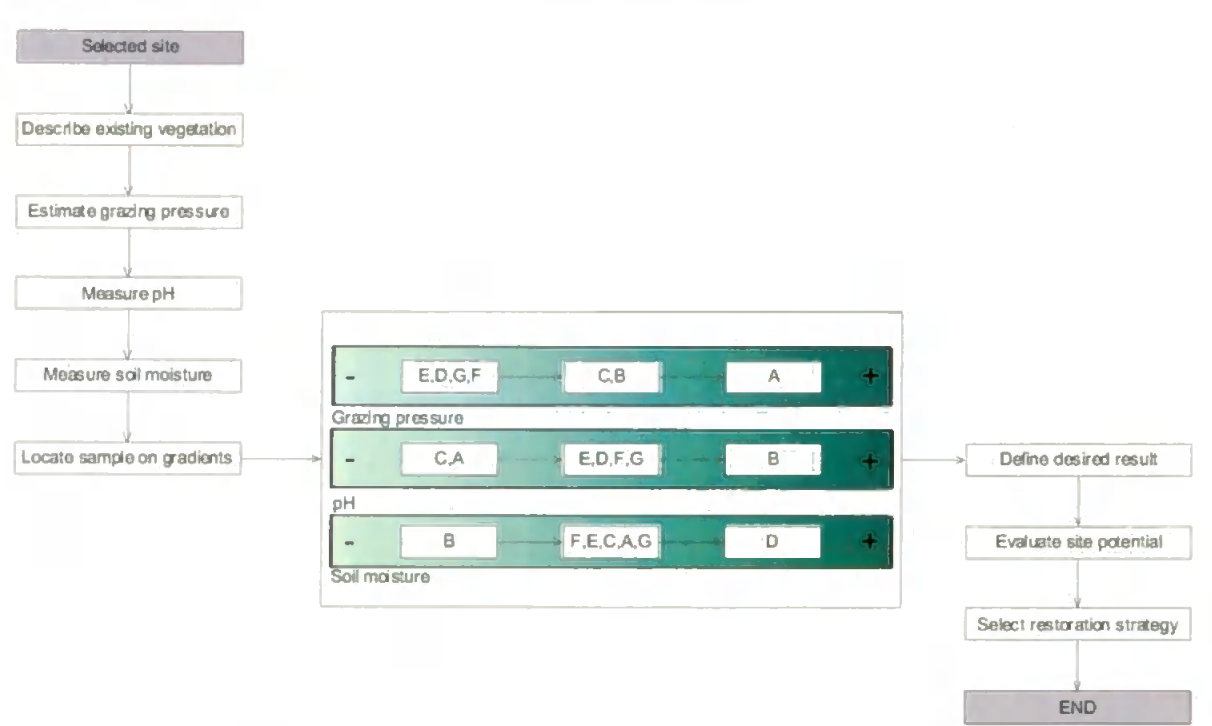 Selected site
Describe existing vegetation
Estimate grazing pressure
Measure pH
Measure soil moisture
Locate sample on gradients
- E,D,G,F C,B A +
Grazing pressure
- C,A E,D,F,G B +
pH
- B F,E,C,A,G D +
Soil moisture
Define desired result
Evaluate site potential
Select restoration strategy
END